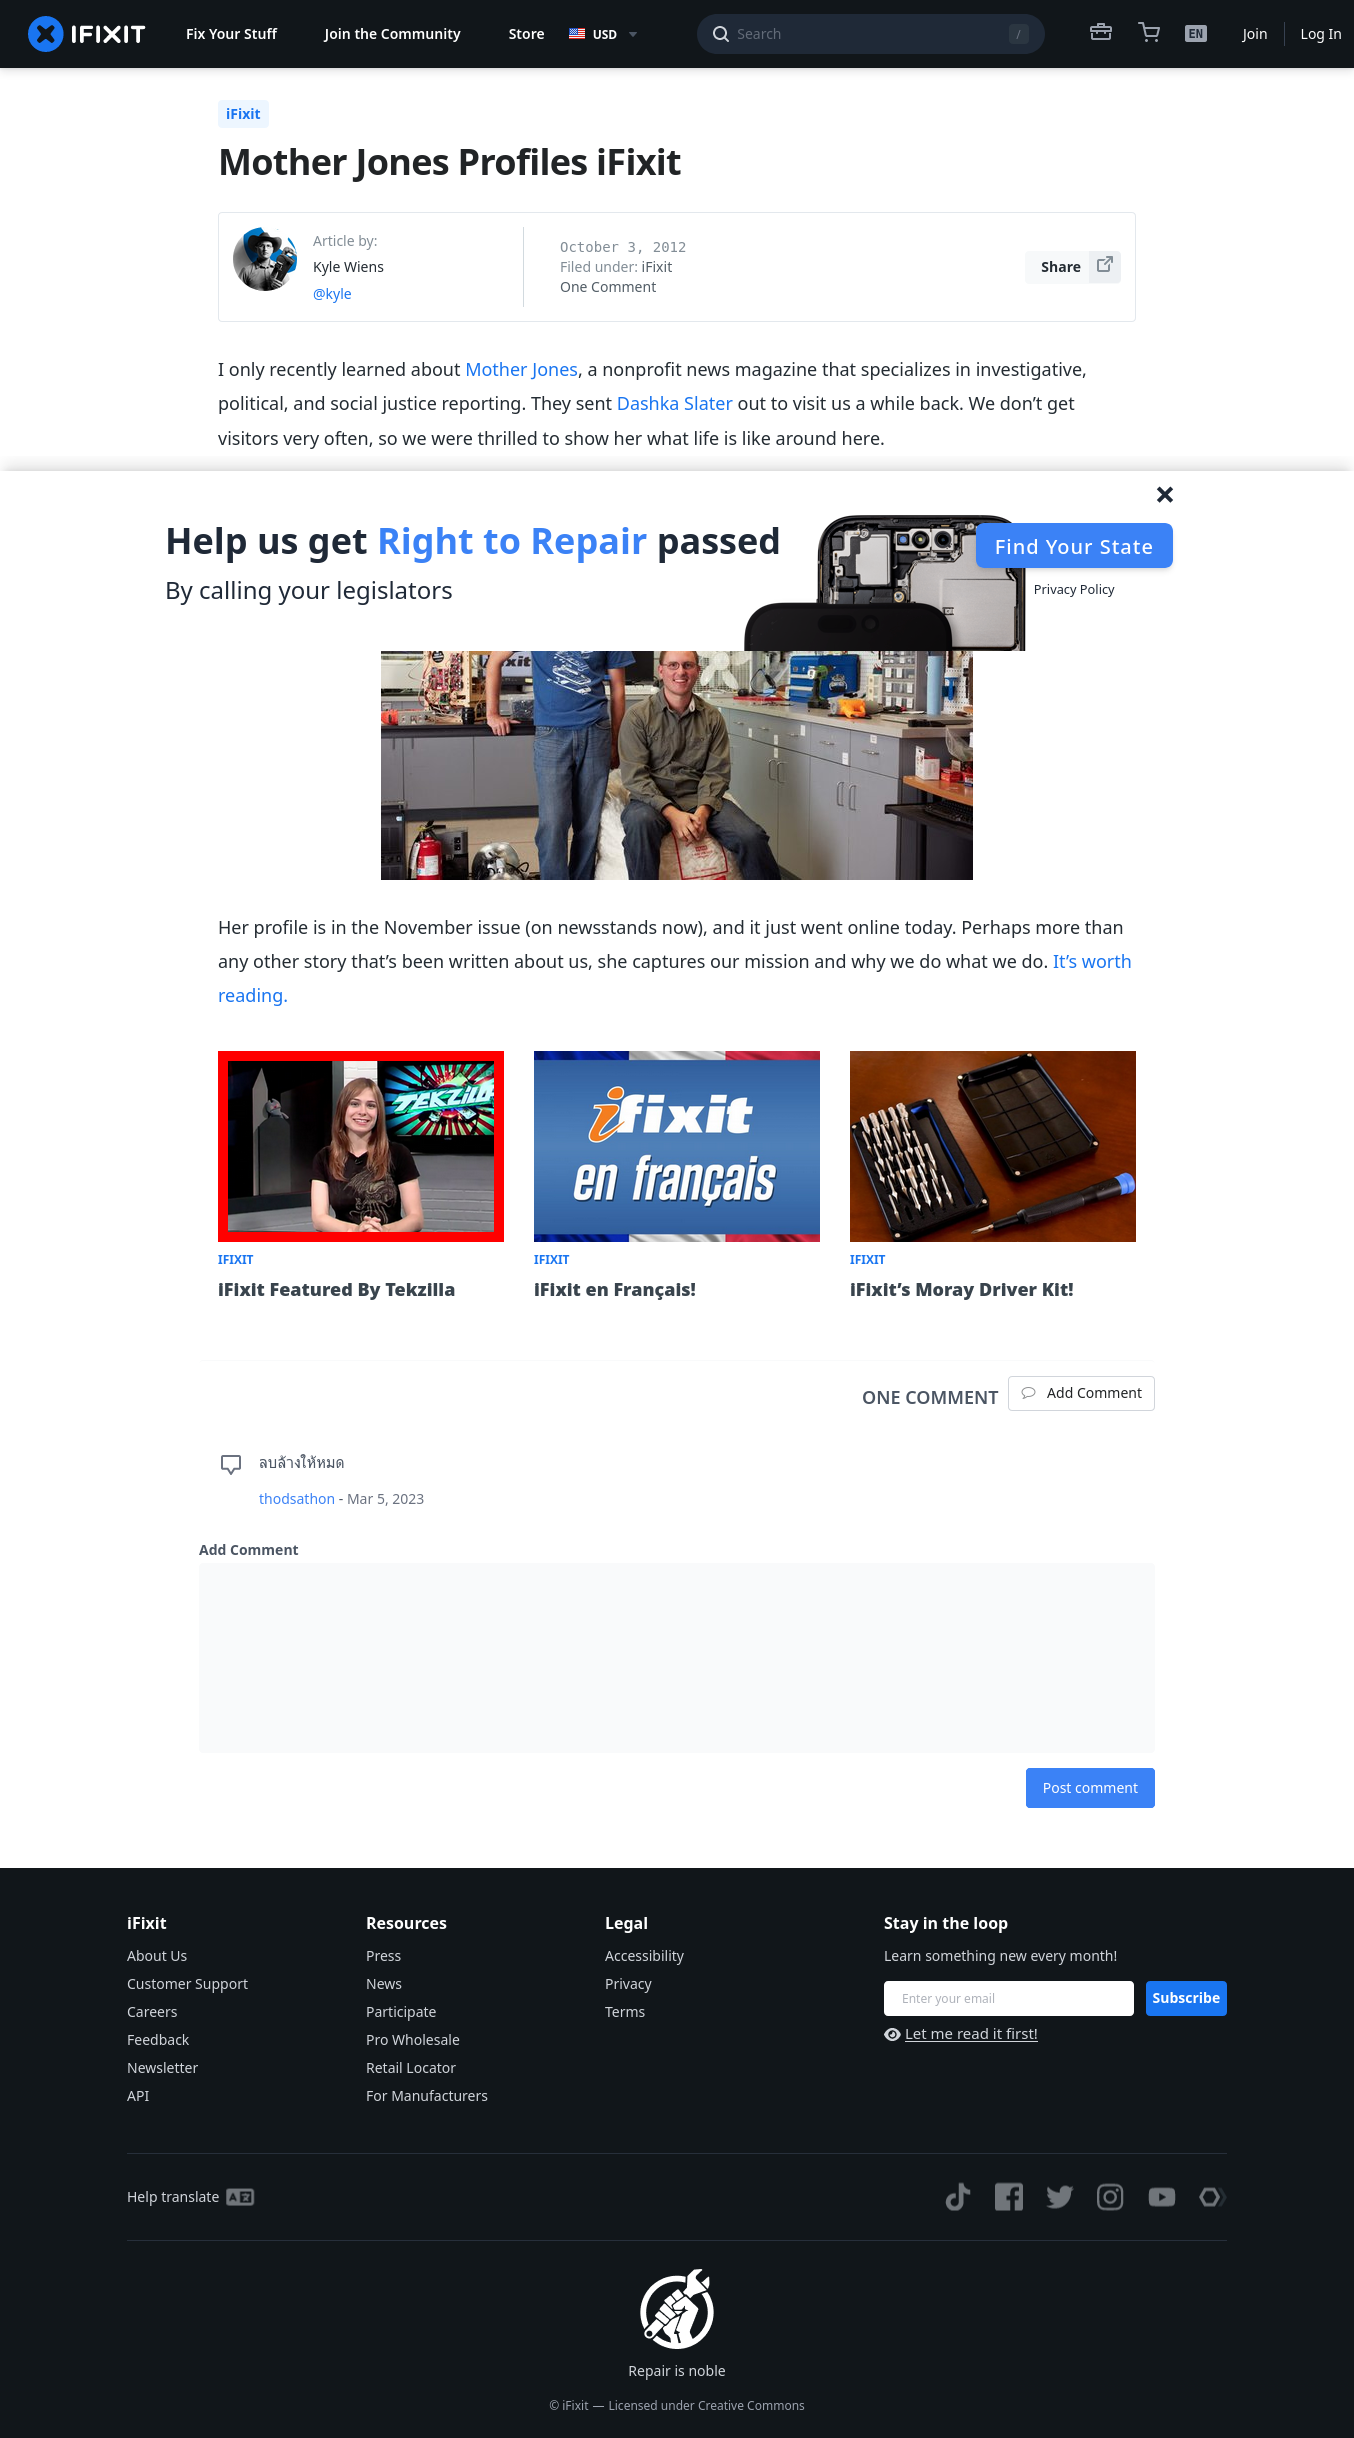 IFIXIT
Fix Your Stuff
Join the Community
Store
USD
Search
/
EN
Join
Log In
iFixit
Mother Jones Profiles iFixit
Article by:
Kyle Wiens
@kyle
October 3, 2012
Filed under: iFixit
One Comment
Share
I only recently learned about Mother Jones, a nonprofit news magazine that specializes in investigative,
political, and social justice reporting. They sent Dashka Slater out to visit us a while back. We don’t get
visitors very often, so we were thrilled to show her what life is like around here.
Help us get Right to Repair passed
By calling your legislators
Find Your State
Privacy Policy
Her profile is in the November issue (on newsstands now), and it just went online today. Perhaps more than
any other story that’s been written about us, she captures our mission and why we do what we do. It’s worth
reading.
TEKZILLA
ifixit
en français
IFIXIT
iFixit Featured By Tekzilla
IFIXIT
iFixit en Français!
IFIXIT
iFixit’s Moray Driver Kit!
ONE COMMENT
Add Comment
ลบล้างให้หมด
thodsathon - Mar 5, 2023
Add Comment
Post comment
iFixit
About Us
Customer Support
Careers
Feedback
Newsletter
API
Resources
Press
News
Participate
Pro Wholesale
Retail Locator
For Manufacturers
Legal
Accessibility
Privacy
Terms
Stay in the loop
Learn something new every month!
Enter your email
Subscribe
Let me read it first!
Help translate
Repair is noble
© iFixit — Licensed under Creative Commons